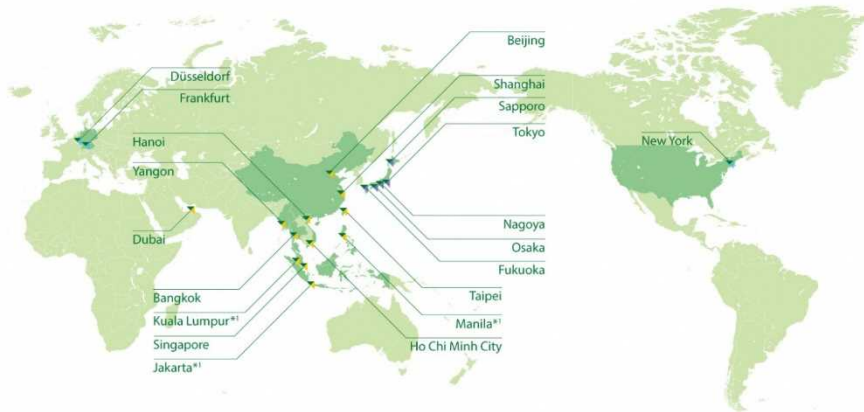 Beijing
Düsseldorf
Shanghai
Frankfurt
Sapporo
Hanoi
Tokyo
New York
Yangon
Nagoya
Dubai
Osaka
Fukuoka
Bangkok
Taipei
Kuala Lumpur*1
Manila*1
Singapore
Ho Chi Minh City
Jakarta*1